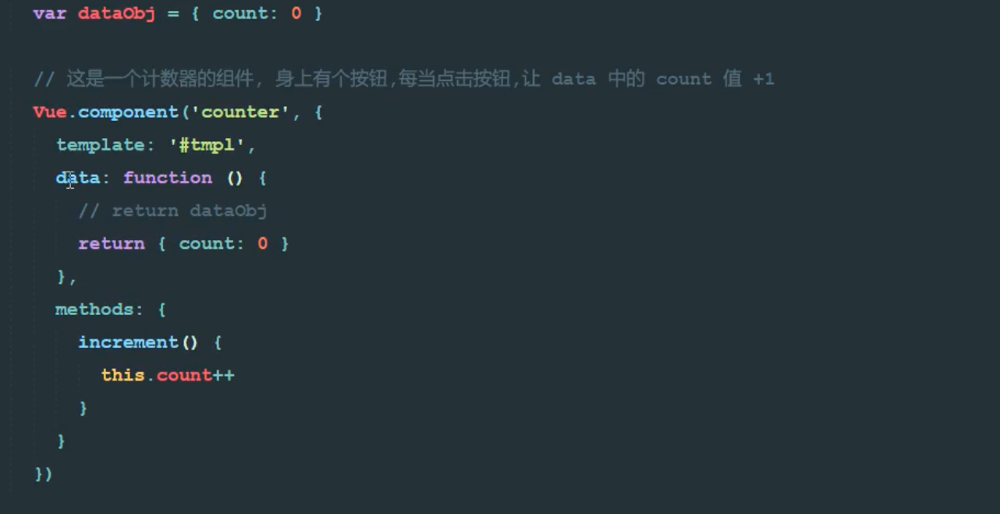 var dataObj = { count: 0 }
// 这是一个计数器的组件, 身上有个按钮,每当点击按钮,让 data 中的 count 值 +1
Vue.component('counter', {
template: '#tmpl',
data: function () {
// return dataObj
return { count: 0 }
},
methods: {
increment() {
this.count++
}
}
})